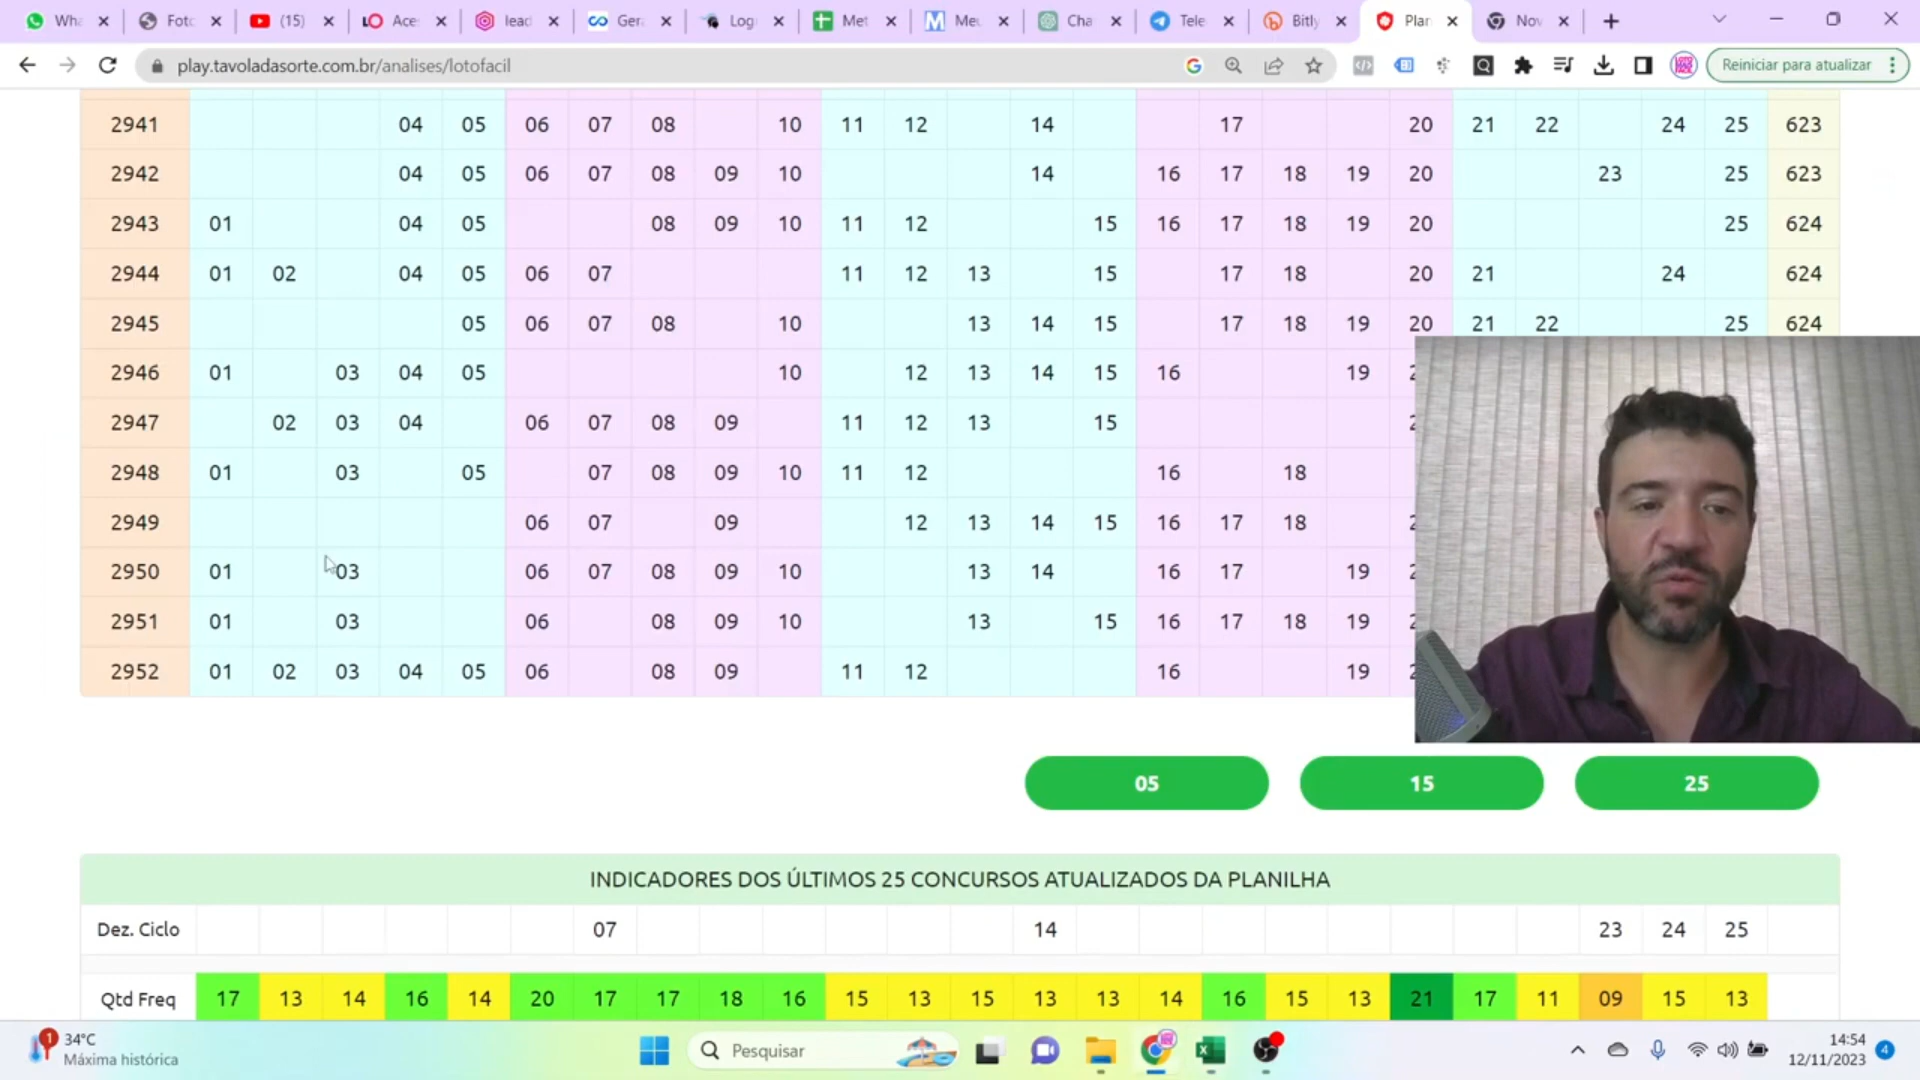 Wha
Foto
(15)
Ace
lead
Ger
Log
Met
Meu
Cha
Tele
Bitly
Plan
Nov
play.tavoladasorte.com.br/analises/lotofacil
Reiniciar para atualizar
2941 04 05 06 07 08 10 11 12 14 17 20 21 22 24 25 623
2942 04 05 06 07 08 09 10 14 16 17 18 19 20 23 25 623
2943 01 04 05 08 09 10 11 12 15 16 17 18 19 20 25 624
2944 01 02 04 05 06 07 11 12 13 15 17 18 20 21 24 624
2945 05 06 07 08 10 13 14 15 17 18 19 20 21 22 25 624
2946 01 03 04 05 10 12 13 14 15 16 19 2
2947 02 03 04 06 07 08 09 11 12 13 15 2
2948 01 03 05 07 08 09 10 11 12 16 18
2949 06 07 09 12 13 14 15 16 17 18 2
2950 01 03 06 07 08 09 10 13 14 16 17 19 2
2951 01 03 06 08 09 10 13 15 16 17 18 19 2
2952 01 02 03 04 05 06 08 09 11 12 16 19 2
05 15 25
INDICADORES DOS ÚLTIMOS 25 CONCURSOS ATUALIZADOS DA PLANILHA
Dez. Ciclo 07 14 23 24 25
Qtd Freq 17 13 14 16 14 20 17 17 18 16 15 13 15 13 13 14 16 15 13 21 17 11 09 15 13
1
34°C
Máxima histórica
Pesquisar
14:54
12/11/2023
4